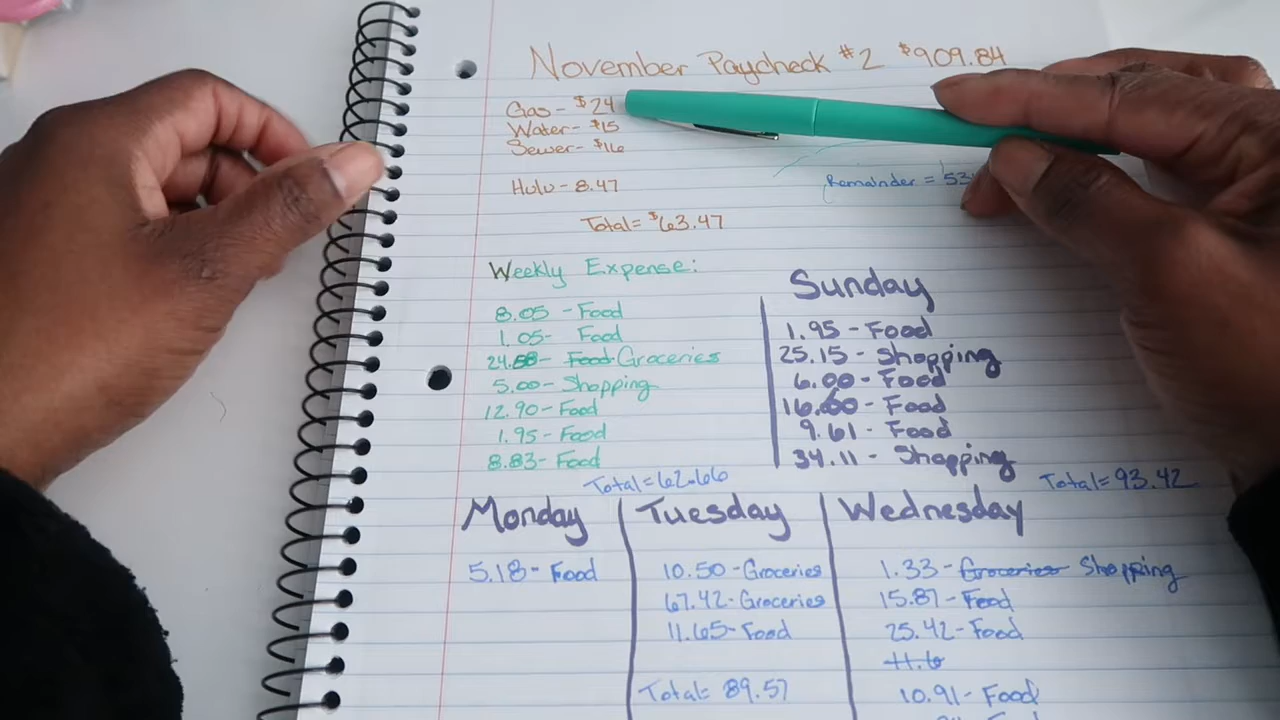 November Paycheck #2 $909.84
Gas - $24
Water - $15
Sewer - $16
Remainder =
Hulu - 8.47
Total = $63.47
Weekly Expense:
8.05 - Food
1.05 - Food
24.58 - Food Groceries
5.00 - Shopping
12.90 - Food
1.95 - Food
8.83 - Food
Total = 62.66
Sunday
1.95 - Food
25.15 - Shopping
6.00 - Food
16.60 - Food
9.61 - Food
34.11 - Shopping
Total = 93.42
Monday
5.18 - Food
Tuesday
10.50 - Groceries
67.42 - Groceries
11.65 - Food
Total = 89.57
Wednesday
1.33 - Groceries Shopping
15.87 - Food
25.42 - Food
11.6
10.91 - Food